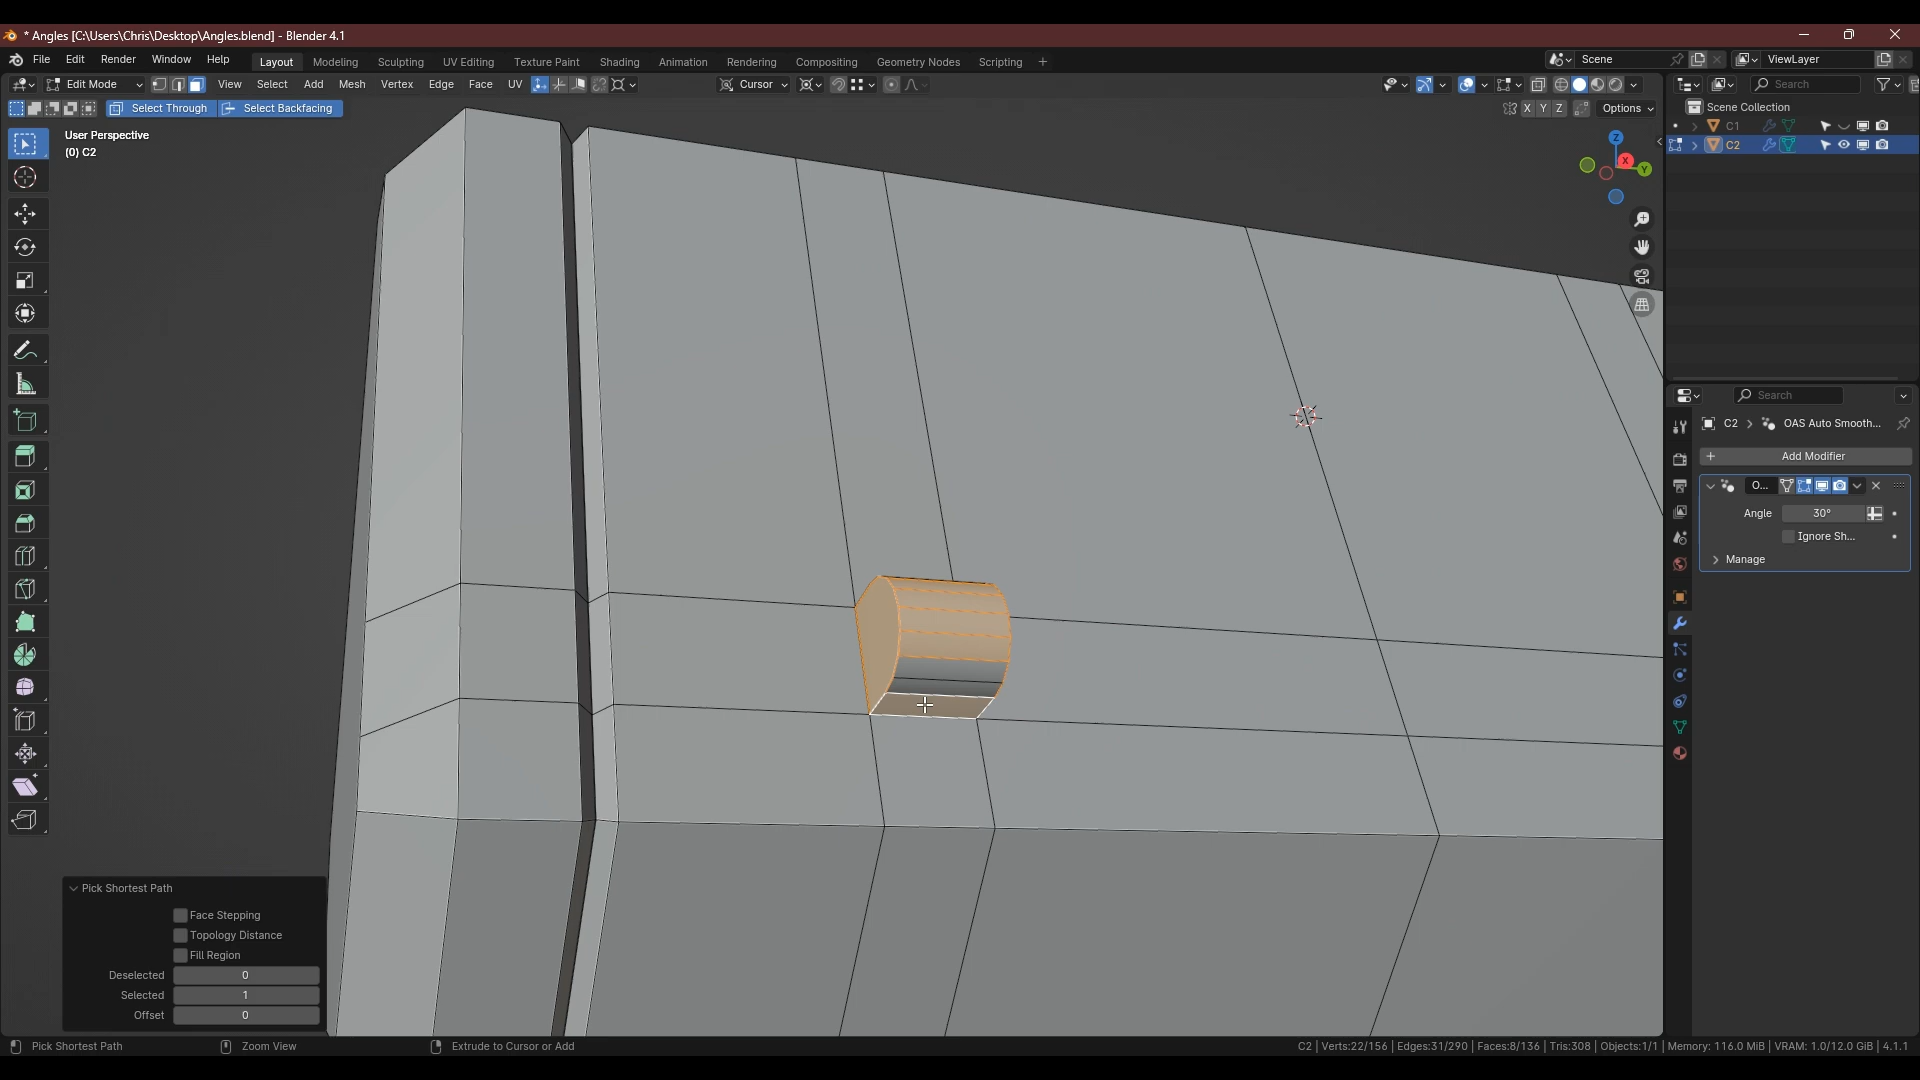 * Angles [C:\Users\Chris\Desktop\Angles.blend] - Blender 4.1
File Edit Render Window Help Layout Modeling Sculpting UV Editing Texture Paint Shading Animation Rendering Compositing Geometry Nodes Scripting + Scene ViewLayer
Edit Mode View Select Add Mesh Vertex Edge Face UV Cursor Search
Select Through Select Backfacing X Y Z Options Scene Collection
User Perspective
(0) C2
C1
C2
Z
X
Y
Search
C2 > OAS Auto Smooth...
+ Add Modifier
O...
Angle 30°
Ignore Sh...
Manage
Pick Shortest Path
Face Stepping
Topology Distance
Fill Region
Deselected 0
Selected 1
Offset 0
Pick Shortest Path Zoom View Extrude to Cursor or Add C2 | Verts:22/156 | Edges:31/290 | Faces:8/136 | Tris:308 | Objects:1/1 | Memory: 116.0 MiB | VRAM: 1.0/12.0 GiB | 4.1.1